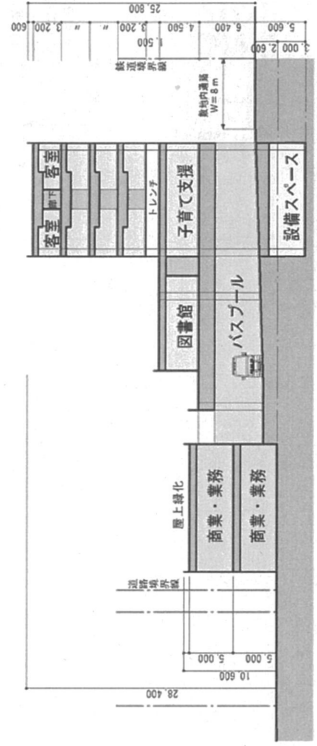 25.800
600
3.200
〃
〃
3.200
1.500
4.500
6.400
5.600
2.600
3.000
鉄道境界線
敷地内通路
W=8m
客室
廊下
客室
トレンチ
子育て支援
図書館
バスプール
設備スペース
屋上緑化
商業・業務
商業・業務
道路境界線
5.000
5.000
10.600
28.400